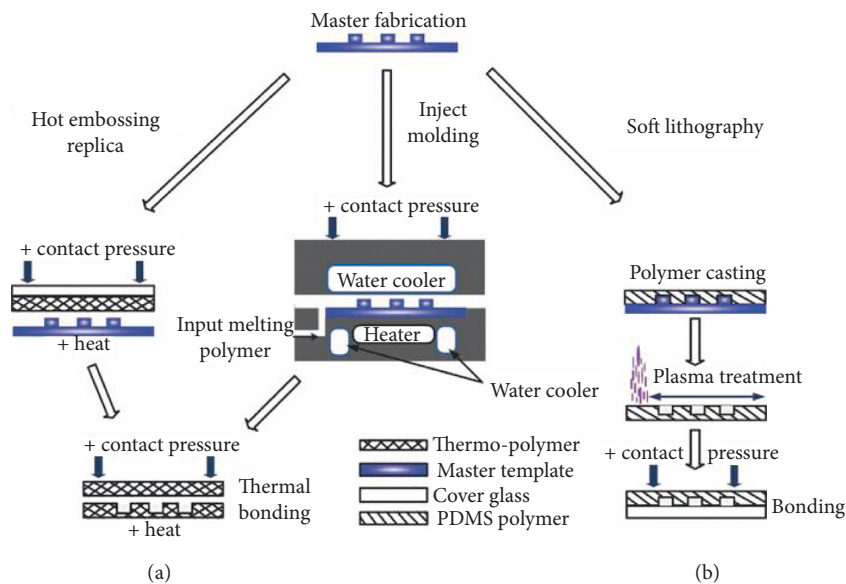 Master fabrication
Hot embossing
replica
Inject
molding
Soft lithography
+ contact pressure
+ contact pressure
Water cooler
Polymer casting
Input melting
polymer
Heater
+ heat
Water cooler
Plasma treatment
+ contact pressure
Thermal
bonding
+ heat
Thermo-polymer
Master template
Cover glass
PDMS polymer
+ contact pressure
Bonding
(a)
(b)